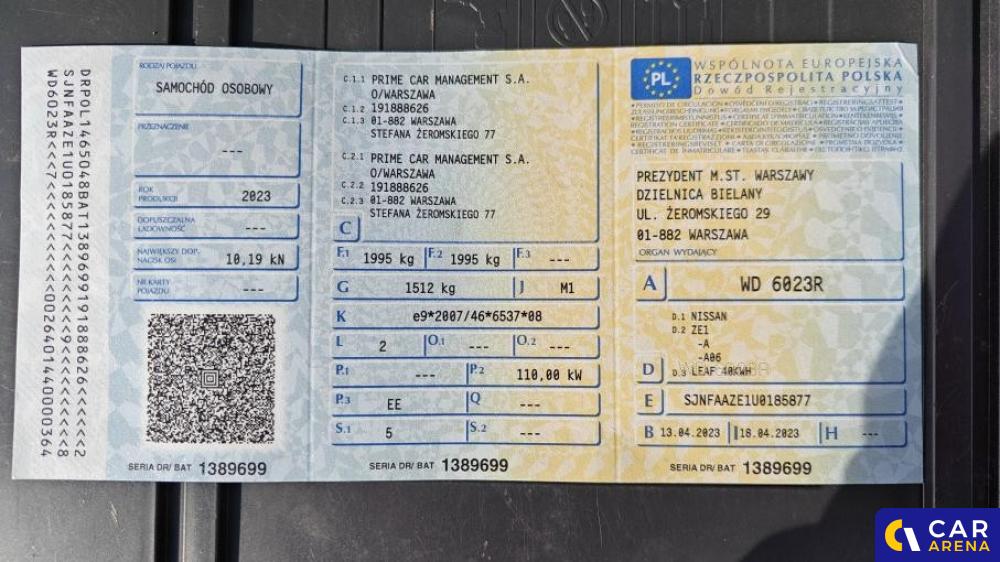 DRPOL1465048BAT1389699191888626<<<<<<2
SJNFAAZE1U0185877<<<<<<9<<<<<<<<<<<8
RODZAJ POJAZDU
SAMOCHÓD OSOBOWY
PRZEZNACZENIE
---
ROK PRODUKCJI 2023
DOPUSZCZALNA ŁADOWNOŚĆ ---
NAJWIĘKSZY DOP. NACISK OSI 10,19 kN
NR KARTY POJAZDU ---
SERIA DR/ BAT 1389699
C.1.1 PRIME CAR MANAGEMENT S.A.
O/WARSZAWA
C.1.2 191888626
C.1.3 01-882 WARSZAWA
STEFANA ŻEROMSKIEGO 77
C.2.1 PRIME CAR MANAGEMENT S.A.
O/WARSZAWA
C.2.2 191888626
C.2.3 01-882 WARSZAWA
STEFANA ŻEROMSKIEGO 77
C
F.1 1995 kg F.2 1995 kg F.3 ---
G 1512 kg J M1
K e9*2007/46*6537*08
L 2 O.1 --- O.2 ---
P.1 --- P.2 110,00 kW
P.3 EE Q ---
S.1 5 S.2 ---
SERIA DR/ BAT 1389699
PL
WSPÓLNOTA EUROPEJSKA
RZECZPOSPOLITA POLSKA
Dowód Rejestracyjny
PREZYDENT M.ST. WARSZAWY
DZIELNICA BIELANY
UL. ŻEROMSKIEGO 29
01-882 WARSZAWA
ORGAN WYDAJĄCY
A WD 6023R
D.1 NISSAN
D.2 ZE1
-A
-A06
D D.3 LEAF 40KWH
E SJNFAAZE1U0185877
B 13.04.2023 I 18.04.2023 H ---
SERIA DR/ BAT 1389699
CAR
ARENA